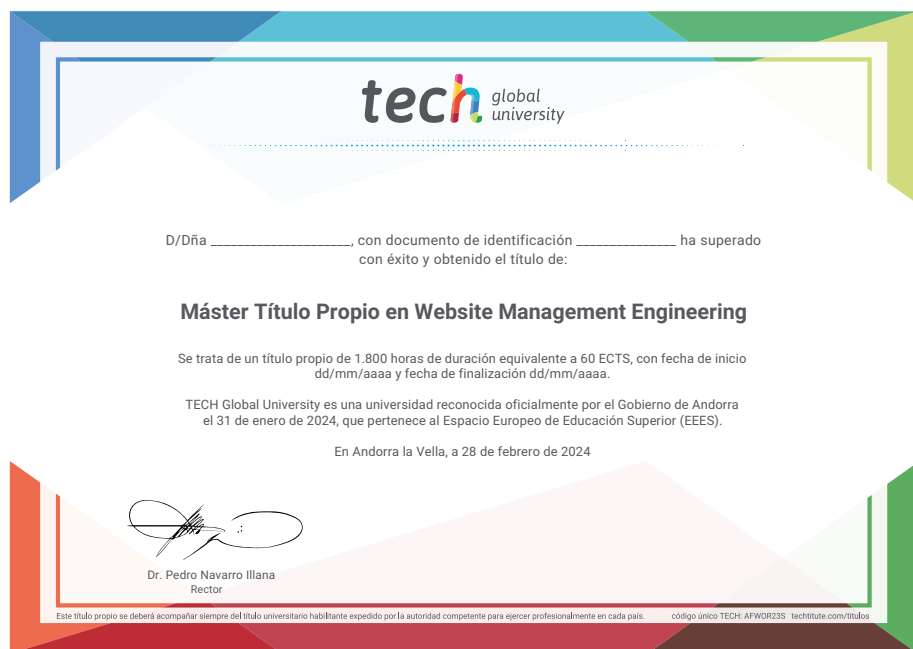 tech global university
D/Dña _____________________, con documento de identificación _______________ ha superado
con éxito y obtenido el título de:
Máster Título Propio en Website Management Engineering
Se trata de un título propio de 1.800 horas de duración equivalente a 60 ECTS, con fecha de inicio
dd/mm/aaaa y fecha de finalización dd/mm/aaaa.
TECH Global University es una universidad reconocida oficialmente por el Gobierno de Andorra
el 31 de enero de 2024, que pertenece al Espacio Europeo de Educación Superior (EEES).
En Andorra la Vella, a 28 de febrero de 2024
Dr. Pedro Navarro Illana
Rector
Este título propio se deberá acompañar siempre del título universitario habilitante expedido por la autoridad competente para ejercer profesionalmente en cada país. código único TECH: AFWOR23S techtitute.com/titulos